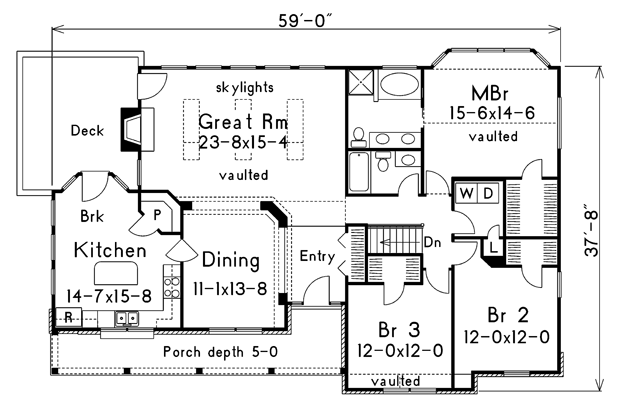 59'-0"
skylights
Deck
Great Rm
23-8x15-4
vaulted
MBr
15-6x14-6
vaulted
W D
P
Brk
Kitchen
14-7x15-8
R
Dining
11-1x13-8
Entry
Dn
L
37'-8"
Br 3
12-0x12-0
vaulted
Br 2
12-0x12-0
Porch depth 5-0